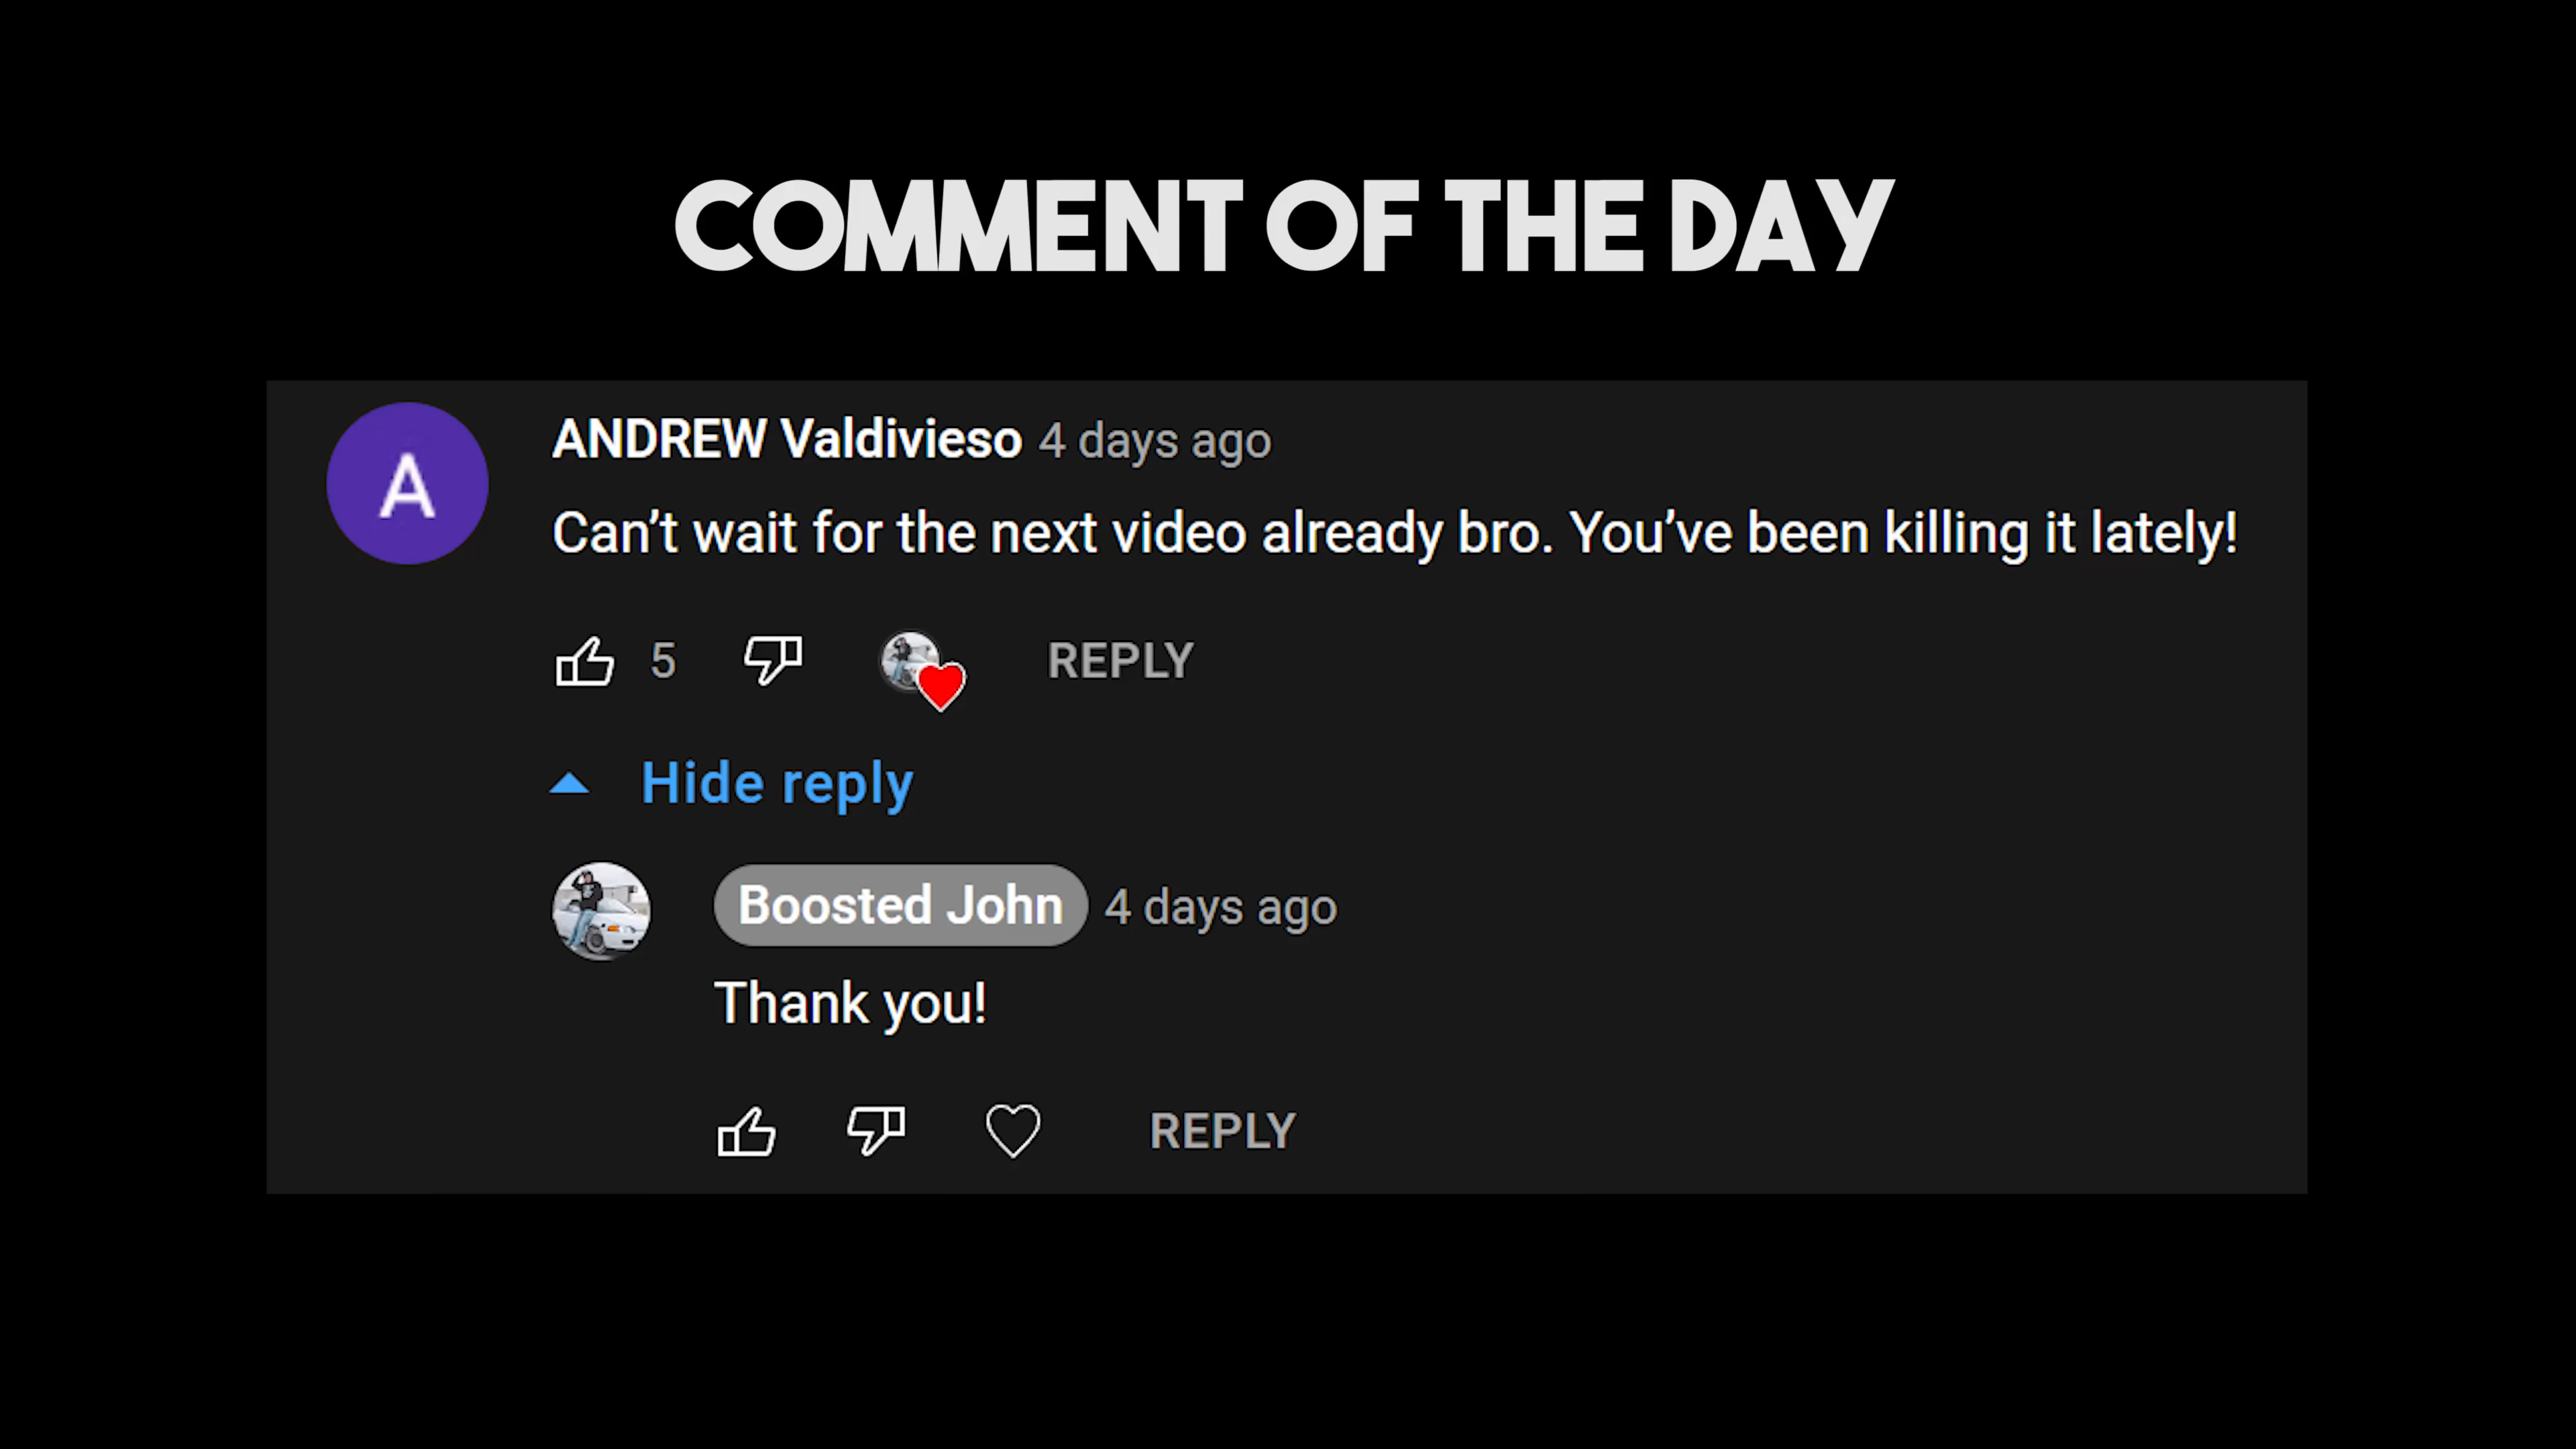 COMMENT OF THE DAY
A
ANDREW Valdivieso 4 days ago
Can’t wait for the next video already bro. You’ve been killing it lately!
5 REPLY
Hide reply
Boosted John 4 days ago
Thank you!
REPLY